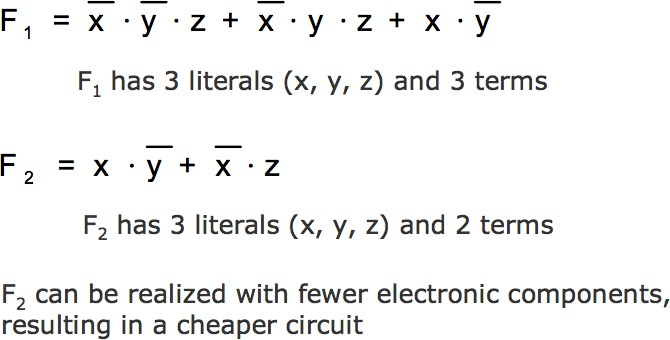 F₁ = x̅ · y̅ · z + x̅ · y · z + x · y̅
F₁ has 3 literals (x, y, z) and 3 terms
F₂ = x · y̅ + x̅ · z
F₂ has 3 literals (x, y, z) and 2 terms
F₂ can be realized with fewer electronic components,
resulting in a cheaper circuit